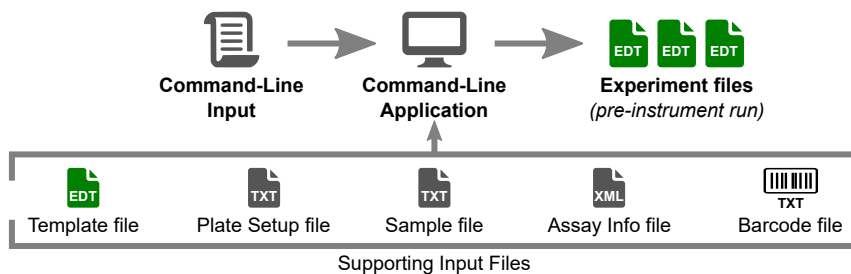 EDT EDT EDT
Command-Line
Input
Command-Line
Application
Experiment files
(pre-instrument run)
EDT
TXT
TXT
XML
TXT
Template file
Plate Setup file
Sample file
Assay Info file
Barcode file
Supporting Input Files